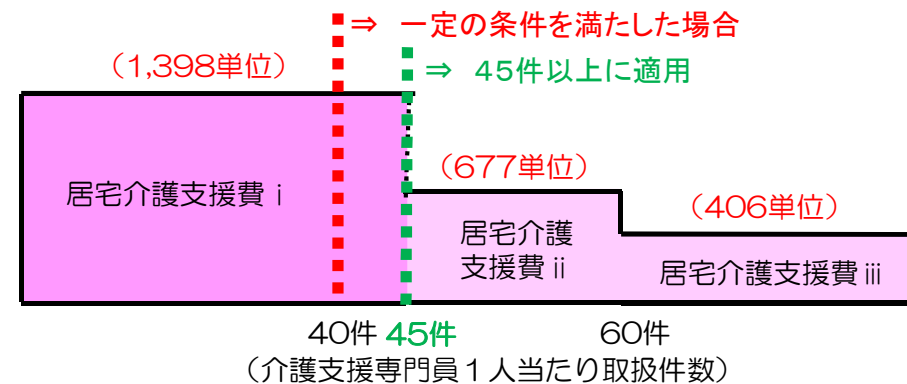 ⇒ 一定の条件を満たした場合
(1,398単位)
⇒ 45件以上に適用
居宅介護支援費ⅰ
(677単位)
居宅介護
支援費ⅱ
(406単位)
居宅介護支援費ⅲ
40件 45件 60件
(介護支援専門員1人当たり取扱件数)